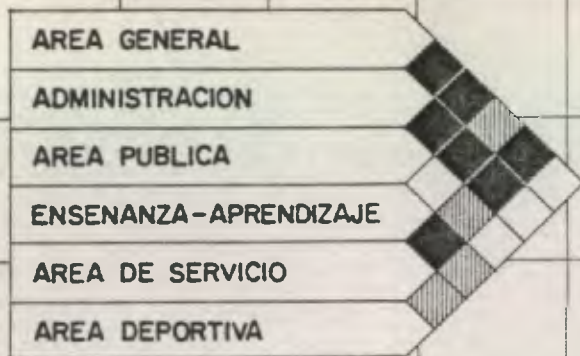 AREA GENERAL
ADMINISTRACION
AREA PUBLICA
ENSENANZA-APRENDIZAJE
AREA DE SERVICIO
AREA DEPORTIVA